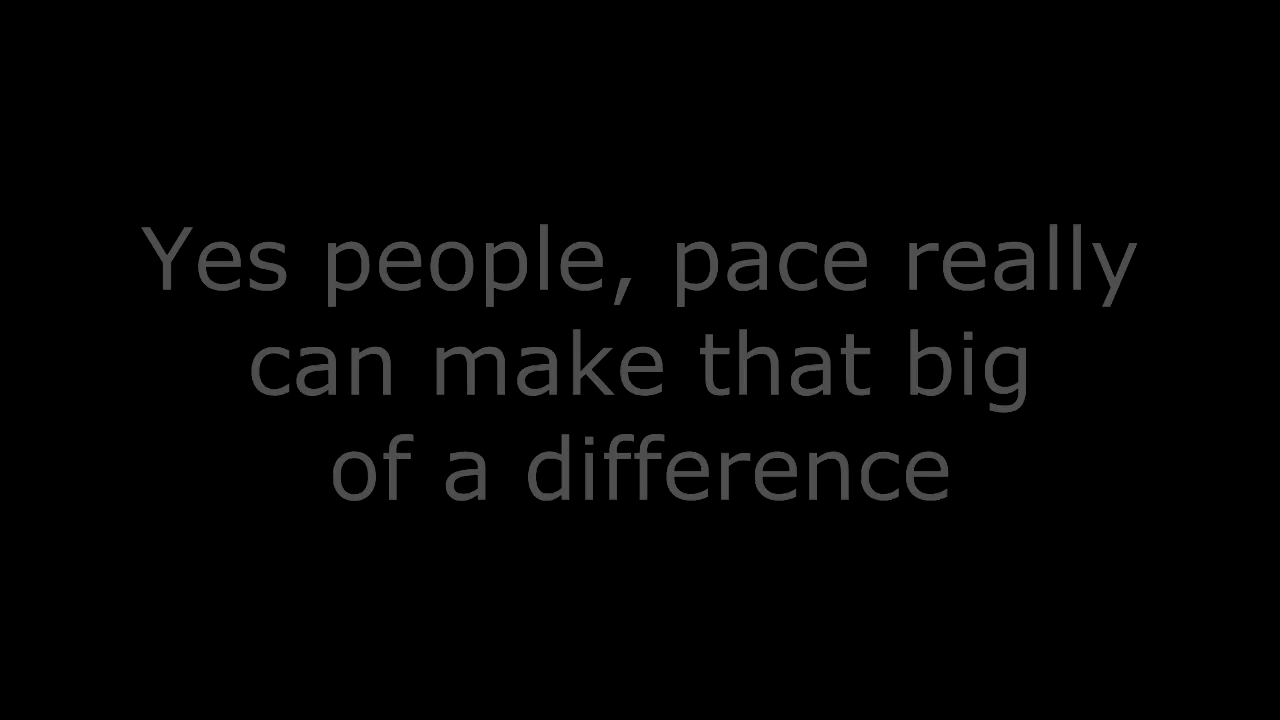 Yes people, pace really
can make that big
of a difference